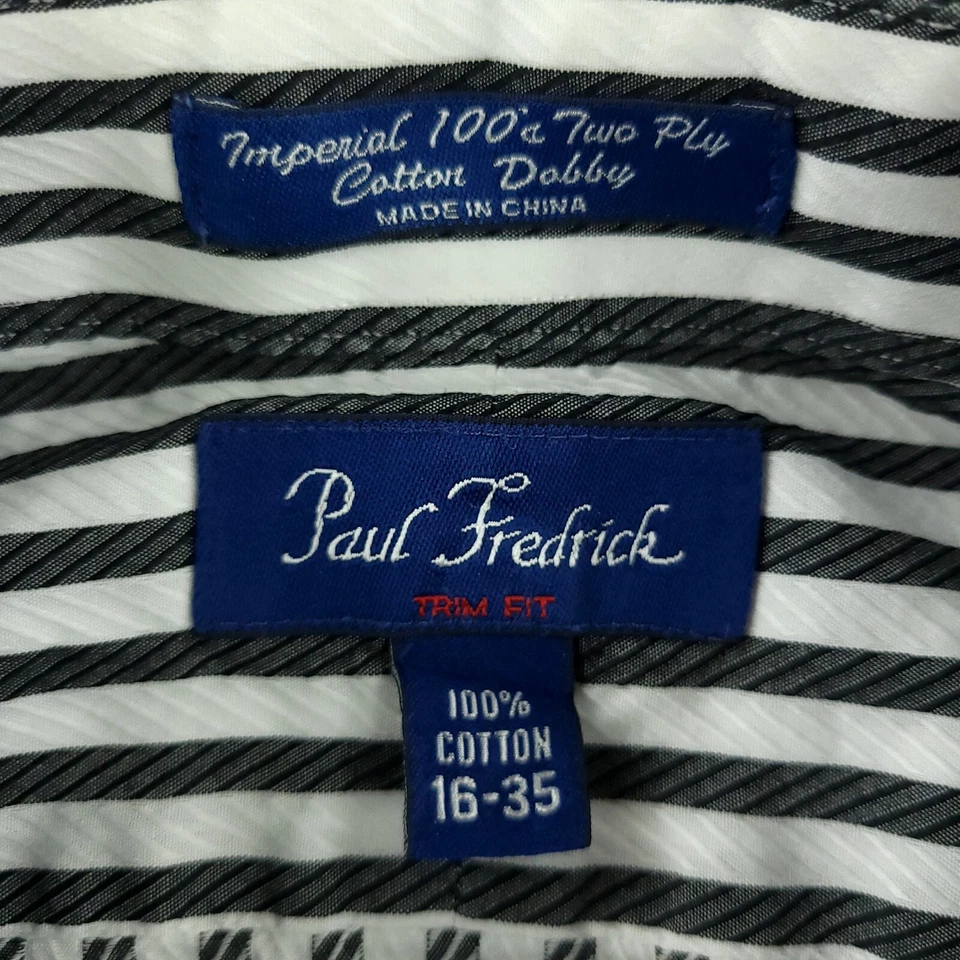 Imperial 100's Two Ply
Cotton Dobby
MADE IN CHINA
Paul Fredrick
TRIM FIT
100%
COTTON
16-35